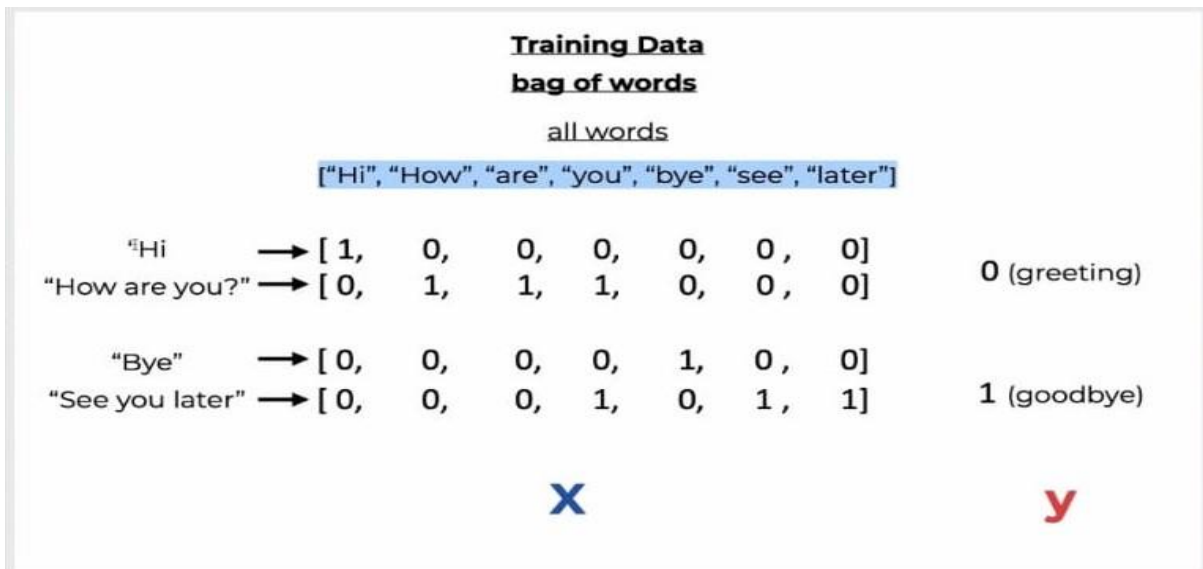 Training Data
bag of words
all words
[“Hi”, “How”, “are”, “you”, “bye”, “see”, “later”]
“Hi → [ 1, 0, 0, 0, 0, 0 , 0]
0 (greeting)
“How are you?” → [ 0, 1, 1, 1, 0, 0 , 0]
“Bye” → [ 0, 0, 0, 0, 1, 0 , 0]
“See you later” → [ 0, 0, 0, 1, 0, 1 , 1]
1 (goodbye)
X y